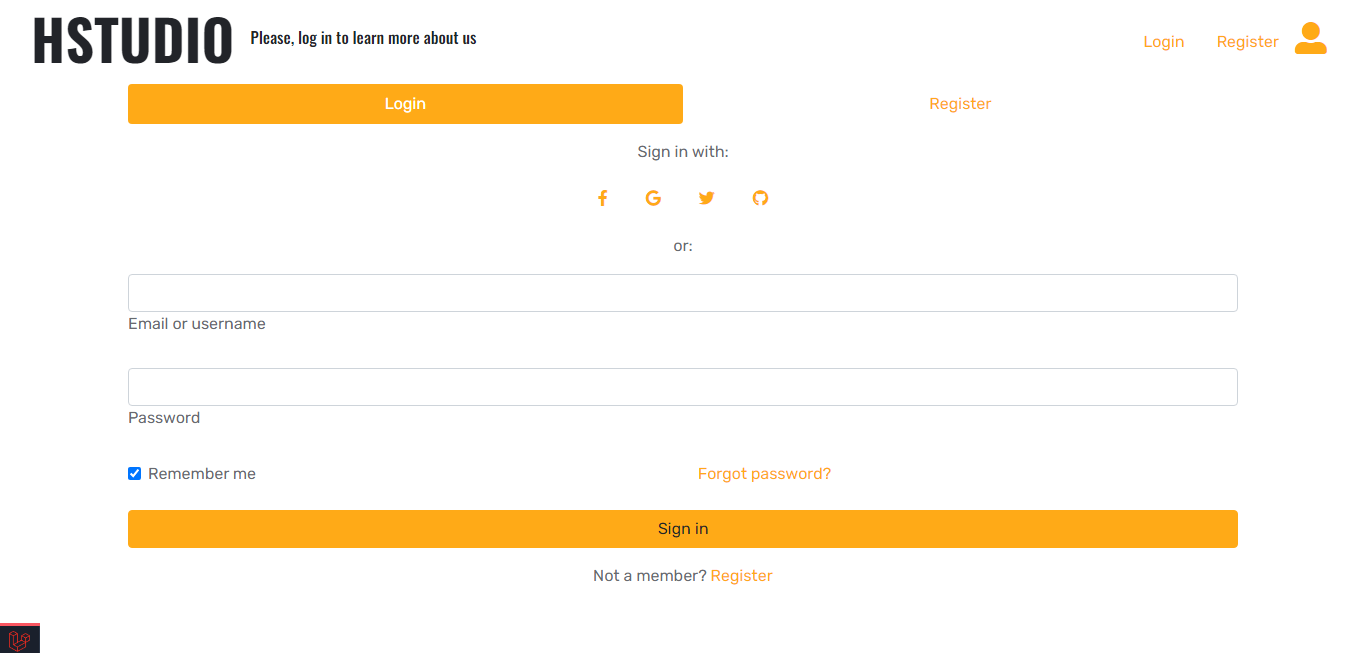 HSTUDIO Please, log in to learn more about us Login Register
Login Register
Sign in with:
or:
Email or username
Password
Remember me Forgot password?
Sign in
Not a member? Register